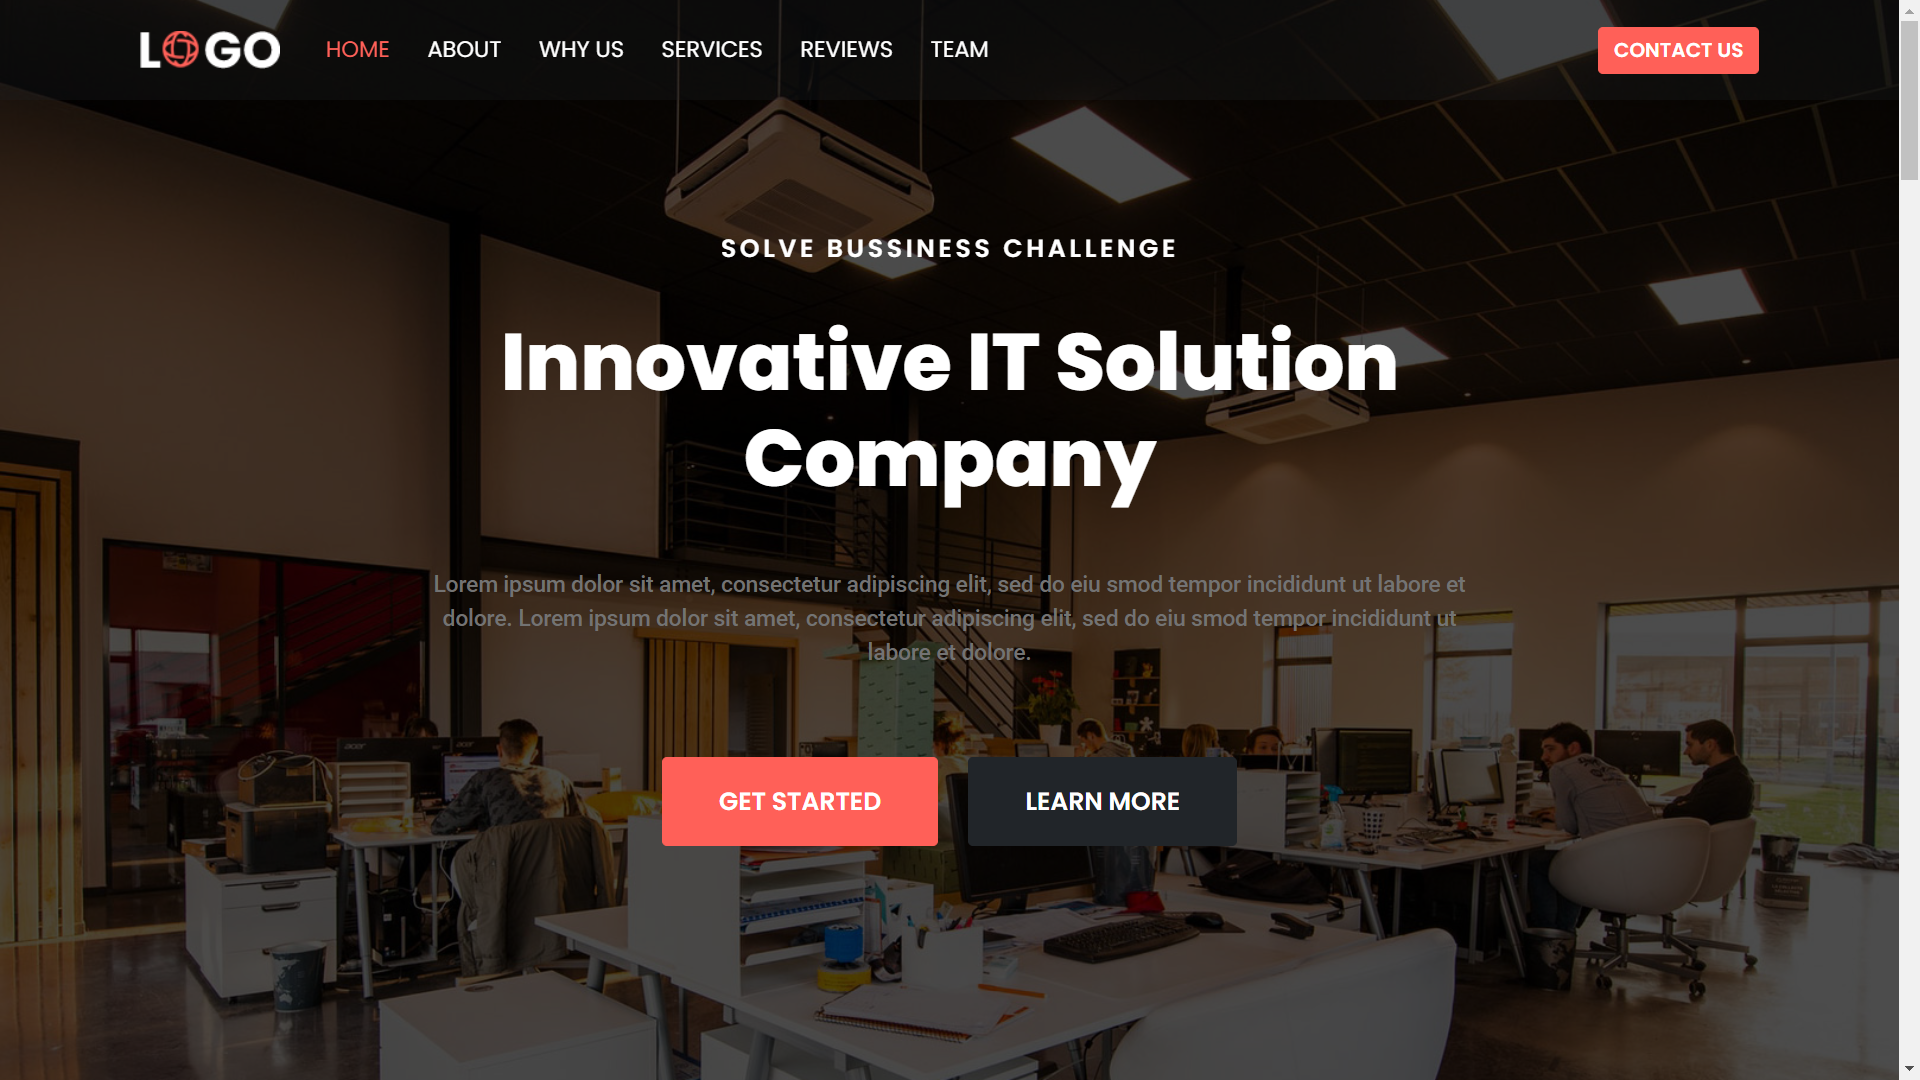 LOGO HOME ABOUT WHY US SERVICES REVIEWS TEAM CONTACT US
SOLVE BUSSINESS CHALLENGE
Innovative IT Solution
Company
Lorem ipsum dolor sit amet, consectetur adipiscing elit, sed do eiu smod tempor incididunt ut labore et
dolore. Lorem ipsum dolor sit amet, consectetur adipiscing elit, sed do eiu smod tempor incididunt ut
labore et dolore.
acer acer
GET STARTED LEARN MORE